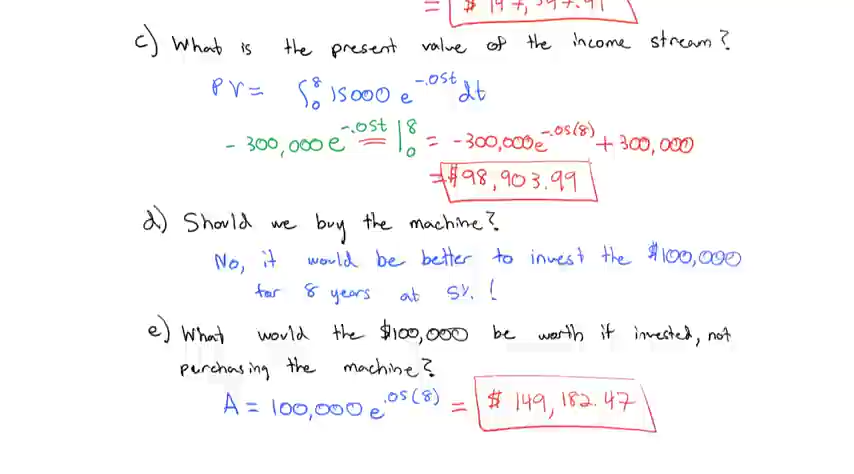 = $ 147, 547.41
c) What is the present value of the income stream?
PV = ∫₀⁸ 15000 e^-.05t dt
- 300,000 e^-.05t |₀⁸ = -300,000e^-.05(8) + 300,000
= $98,903.99
d) Should we buy the machine?
No, it would be better to invest the $100,000
for 8 years at 5%!
e) What would the $100,000 be worth if invested, not
purchasing the machine?
A = 100,000 e^.05(8) = $ 149,182.47